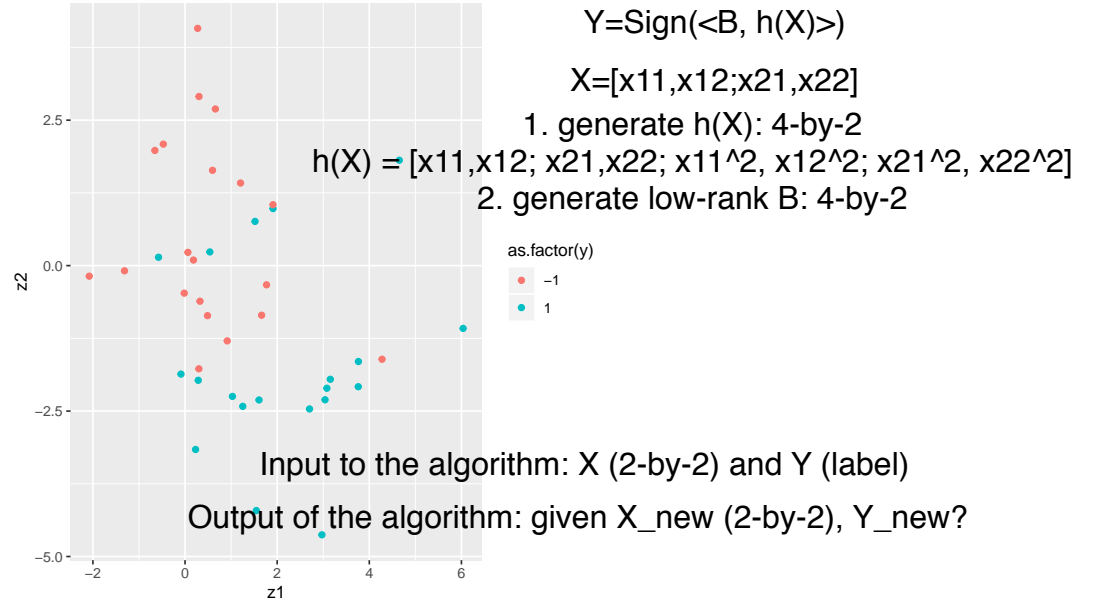 Y=Sign(<B, h(X)>)
X=[x11,x12;x21,x22]
1. generate h(X): 4-by-2
h(X) = [x11,x12; x21,x22; x11^2, x12^2; x21^2, x22^2]
2. generate low-rank B: 4-by-2
as.factor(y)
−1
1
z2
2.5
0.0
−2.5
−5.0
Input to the algorithm: X (2-by-2) and Y (label)
Output of the algorithm: given X_new (2-by-2), Y_new?
−2
0
2
4
6
z1